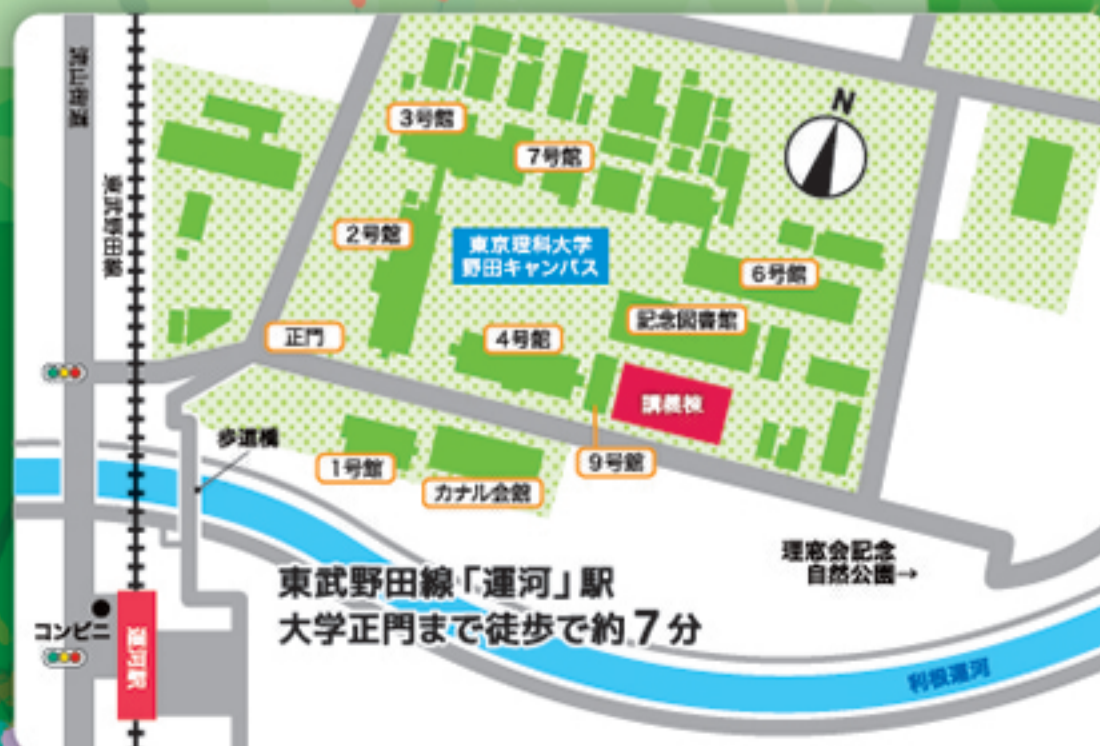 流山街道
東武野田線
3号館
7号館
N
2号館
東京理科大学
野田キャンパス
6号館
記念図書館
正門
4号館
講義棟
歩道橋
1号館
カナル会館
9号館
理窓会記念
自然公園→
東武野田線「運河」駅
大学正門まで徒歩で約7分
コンビニ
運河駅
利根運河